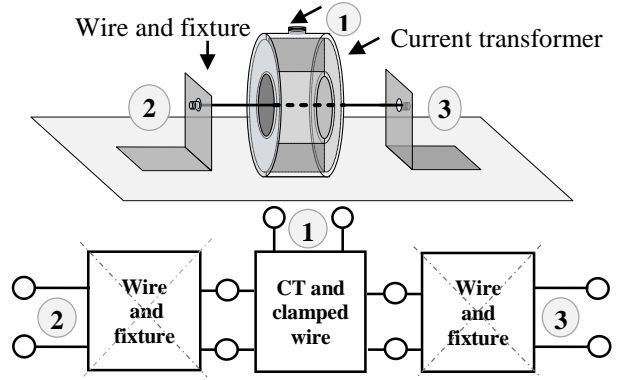 1
Wire and fixture
Current transformer
2
3
1
Wire
and
fixture
2
CT and
clamped
wire
Wire
and
fixture
3